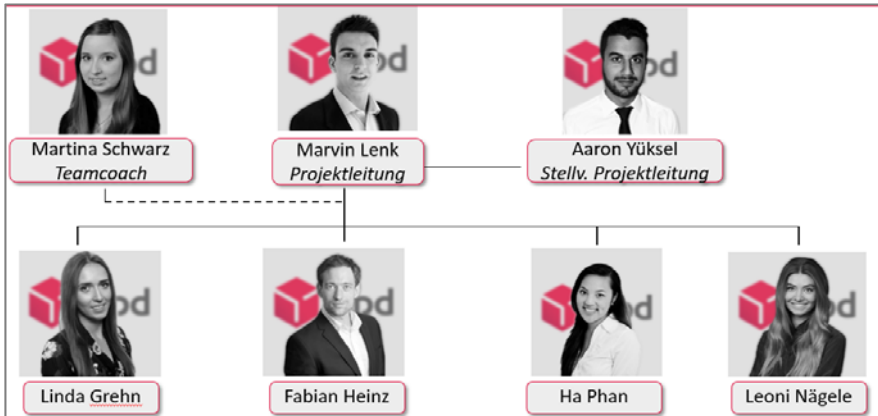 Martina Schwarz
Teamcoach
Marvin Lenk
Projektleitung
Aaron Yüksel
Stellv. Projektleitung
Linda Grehn
Fabian Heinz
Ha Phan
Leoni Nägele